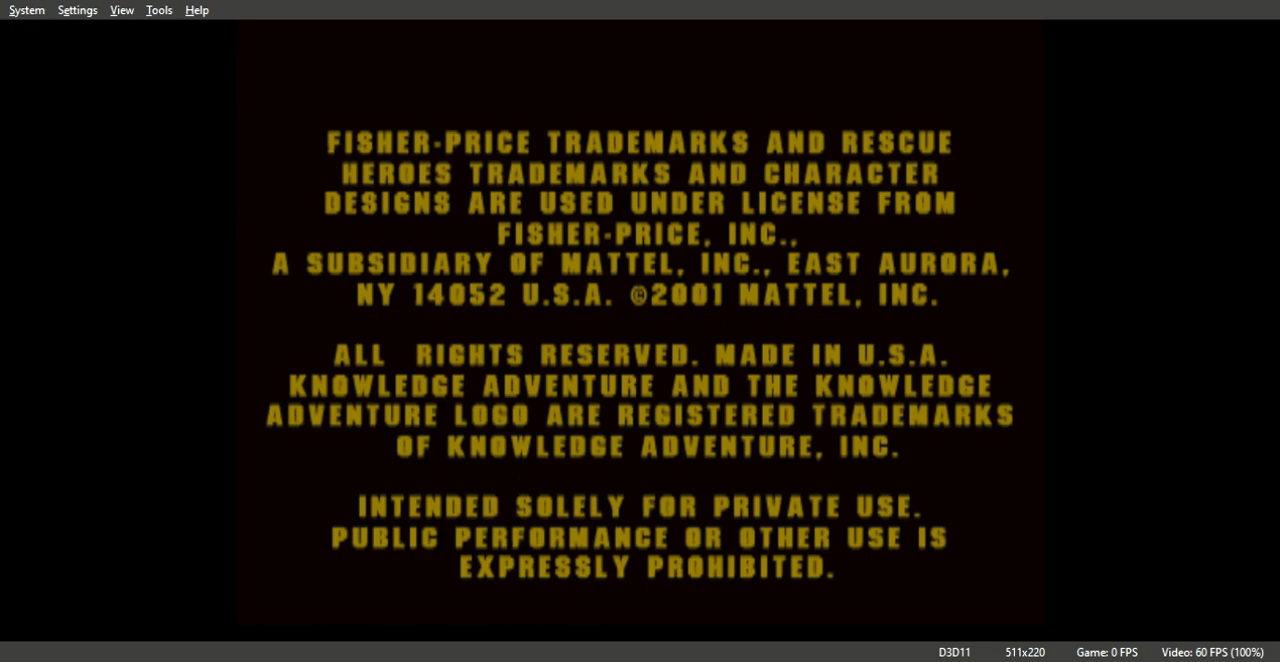 System Settings View Tools Help
FISHER-PRICE TRADEMARKS AND RESCUE
HEROES TRADEMARKS AND CHARACTER
DESIGNS ARE USED UNDER LICENSE FROM
FISHER-PRICE, INC.,
A SUBSIDIARY OF MATTEL, INC., EAST AURORA,
NY 14052 U.S.A. ©2001 MATTEL, INC.
ALL RIGHTS RESERVED. MADE IN U.S.A.
KNOWLEDGE ADVENTURE AND THE KNOWLEDGE
ADVENTURE LOGO ARE REGISTERED TRADEMARKS
OF KNOWLEDGE ADVENTURE, INC.
INTENDED SOLELY FOR PRIVATE USE.
PUBLIC PERFORMANCE OR OTHER USE IS
EXPRESSLY PROHIBITED.
D3D11 511x220 Game: 0 FPS Video: 60 FPS (100%)